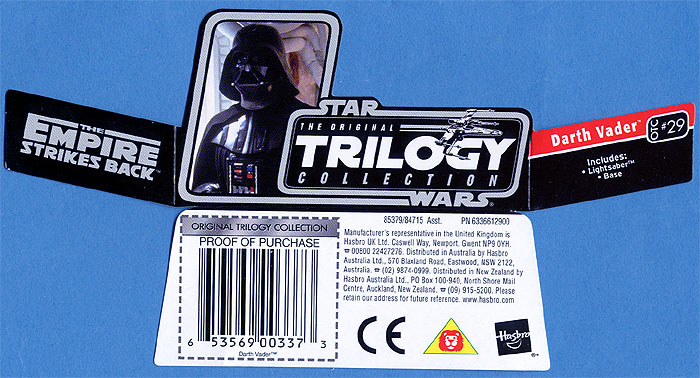 THE
EMPIRE
STRIKES BACK™
STAR
THE ORIGINAL
TRILOGY
COLLECTION
WARS®
Darth Vader™
OTC #29
Includes:
• Lightsaber™
• Base
ORIGINAL TRILOGY COLLECTION
PROOF OF PURCHASE
6 53569 00337 3
Darth Vader™
85379/84715 Asst. PN 6336612900
Manufacturer's representative in the United Kingdom is
Hasbro UK Ltd. Caswell Way, Newport, Gwent NP9 0YH.
☎ 00800 22427276. Distributed in Australia by Hasbro
Australia Ltd., 570 Blaxland Road, Eastwood, NSW 2122,
Australia. ☎ (02) 9874-0999. Distributed in New Zealand by
Hasbro Australia Ltd., PO Box 100-940, North Shore Mail
Centre, Auckland, New Zealand. ☎ (09) 915-5200. Please
retain our address for future reference. www.hasbro.com
CE
Hasbro
®